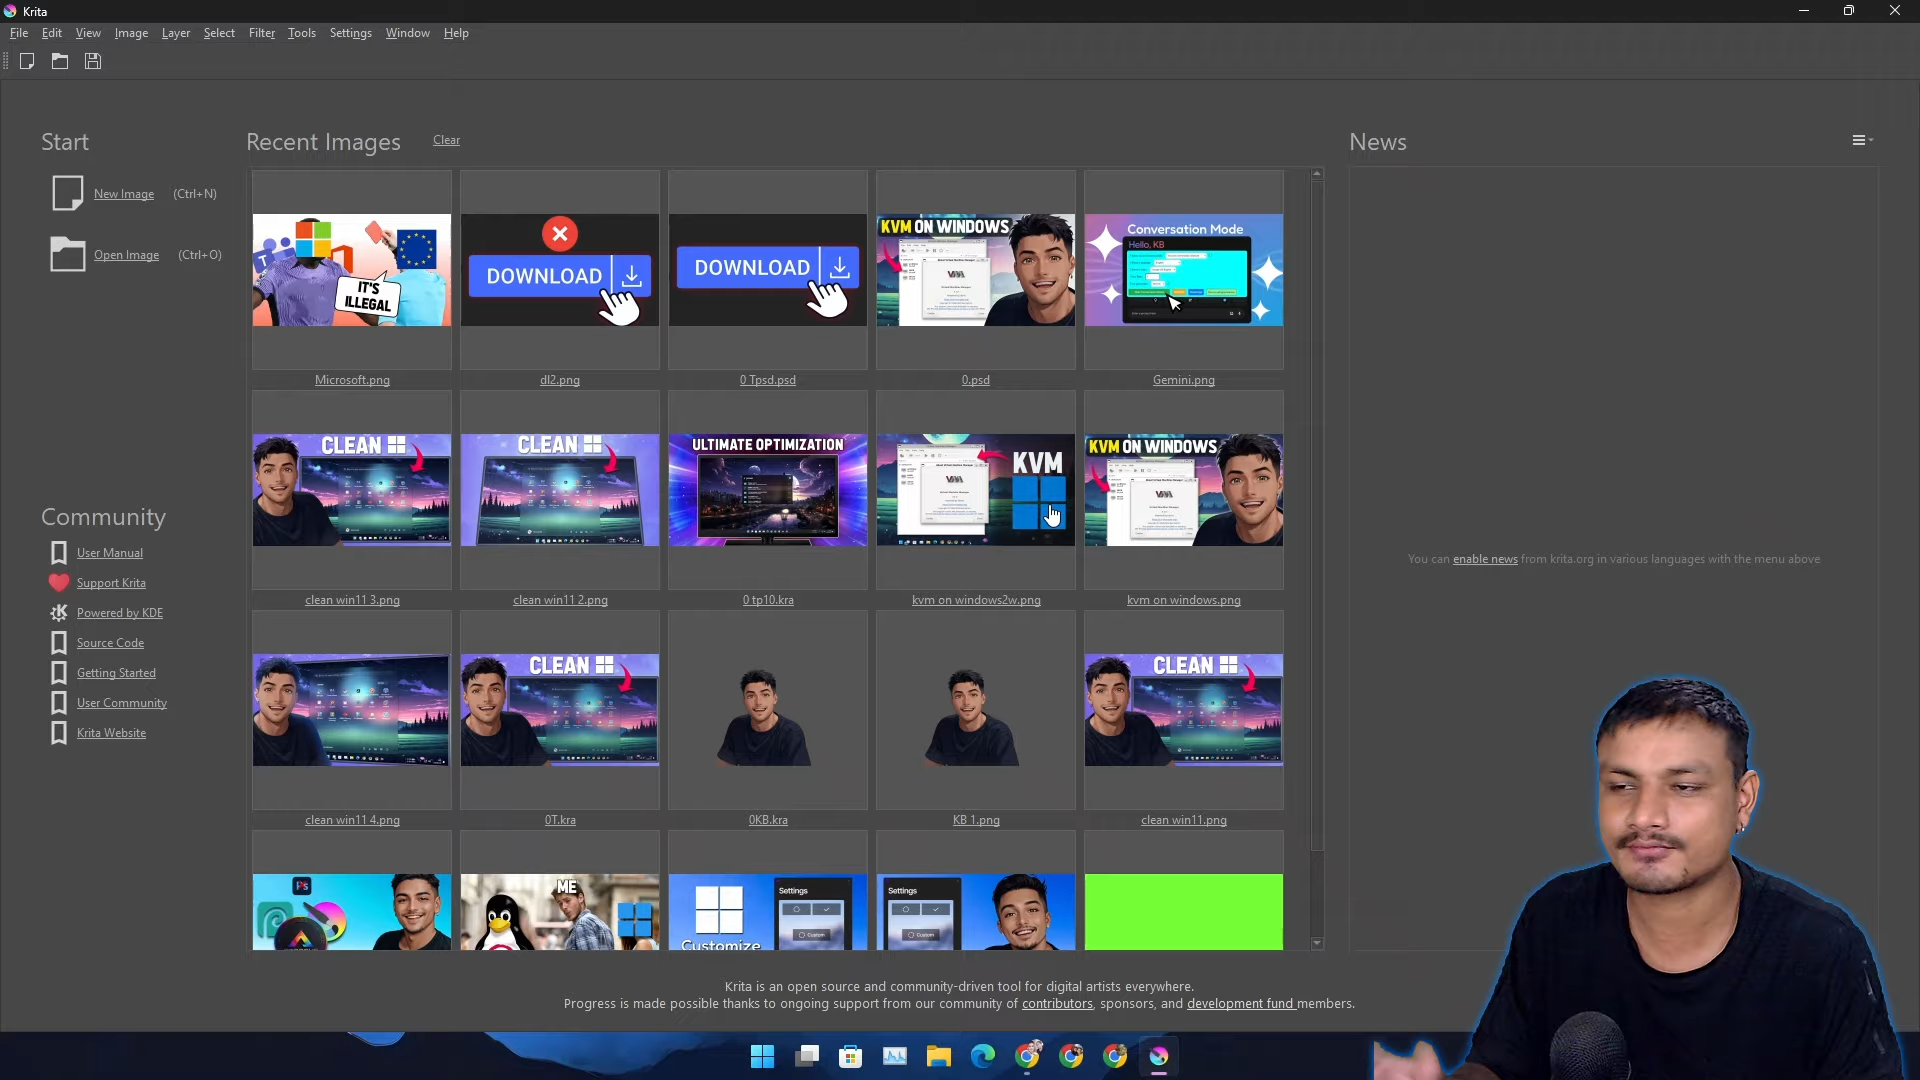 Krita
File Edit View Image Layer Select Filter Tools Settings Window Help
Start
New Image (Ctrl+N)
Open Image (Ctrl+O)
Community
User Manual
Support Krita
Powered by KDE
Source Code
Getting Started
User Community
Krita Website
Recent Images Clear
IT'S
ILLEGAL
DOWNLOAD
DOWNLOAD
KVM ON WINDOWS
Conversation Mode
Hello, KB
Microsoft.png
dl2.png
0 Tpsd.psd
0.psd
Gemini.png
CLEAN
CLEAN
ULTIMATE OPTIMIZATION
KVM
KVM ON WINDOWS
clean win11 3.png
clean win11 2.png
0 tp10.kra
kvm on windows2w.png
kvm on windows.png
CLEAN
CLEAN
clean win11 4.png
0T.kra
0KB.kra
KB 1.png
clean win11.png
Ps
ME
Customize
Settings
Custom
Settings
Custom
News
You can enable news from krita.org in various languages with the menu above
Krita is an open source and community-driven tool for digital artists everywhere.
Progress is made possible thanks to ongoing support from our community of contributors, sponsors, and development fund members.